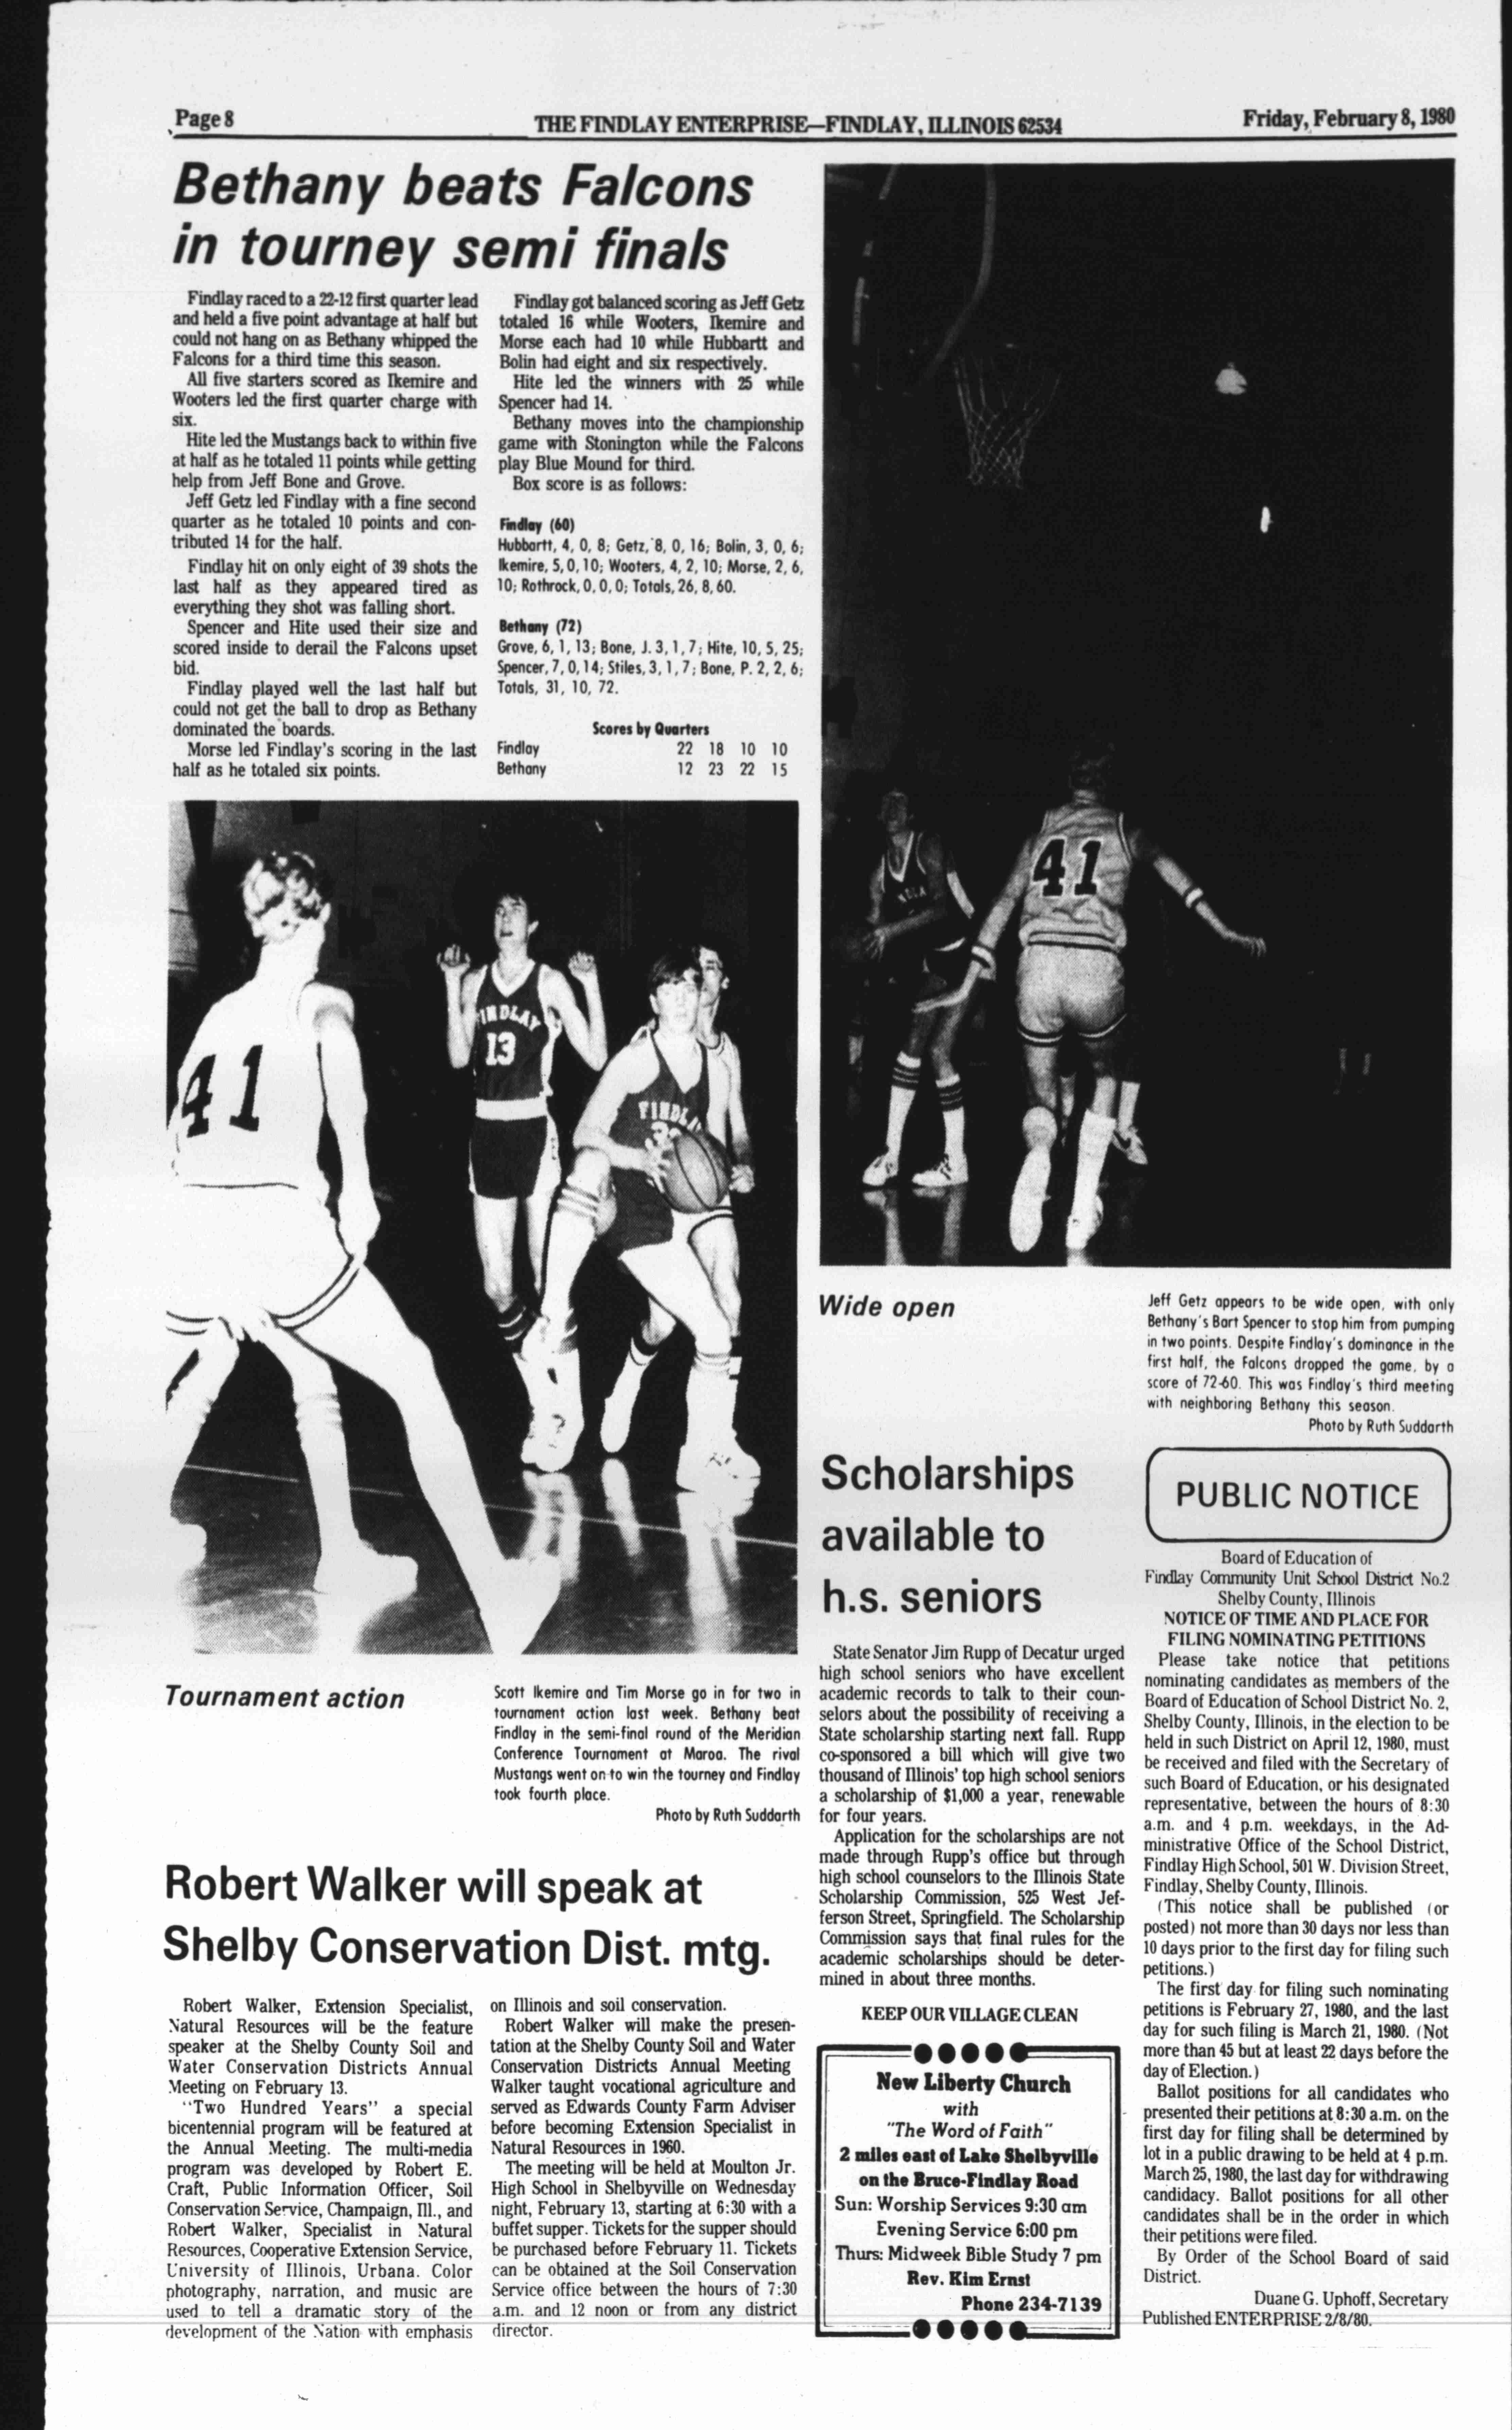 Page 8
THE FINDLAY ENTERPRISE—FINDLAY, ILLINOIS 62534
Friday, February 8, 1980
Bethany beats Falcons
in tourney semi finals
Findlay raced to a 22-12 first quarter lead
and held a five point advantage at half but
could not hang on as Bethany whipped the
Falcons for a third time this season.
All five starters scored as Ikemire and
Wooters led the first quarter charge with
six.
Hite led the Mustangs back to within five
at half as he totaled 11 points while getting
help from Jeff Bone and Grove.
Jeff Getz led Findlay with a fine second
quarter as he totaled 10 points and con-
tributed 14 for the half.
Findlay hit on only eight of 39 shots the
last half as they appeared tired as
everything they shot was falling short.
Spencer and Hite used their size and
scored inside to derail the Falcons upset
bid.
Findlay played well the last half but
could not get the ball to drop as Bethany
dominated the boards.
Morse led Findlay's scoring in the last
half as he totaled six points.
Findlay got balanced scoring as Jeff Getz
totaled 16 while Wooters, Ikemire and
Morse each had 10 while Hubbartt and
Bolin had eight and six respectively.
Hite led the winners with 25 while
Spencer had 14.
Bethany moves into the championship
game with Stonington while the Falcons
play Blue Mound for third.
Box score is as follows:
Findlay (60)
Hubbartt, 4, 0, 8; Getz, 8, 0, 16; Bolin, 3, 0, 6;
Ikemire, 5, 0, 10; Wooters, 4, 2, 10; Morse, 2, 6,
10; Rothrock, 0, 0, 0; Totals, 26, 8, 60.
Bethany (72)
Grove, 6, 1, 13; Bone, J. 3, 1, 7; Hite, 10, 5, 25;
Spencer, 7, 0, 14; Stiles, 3, 1, 7; Bone, P. 2, 2, 6;
Totals, 31, 10, 72.
Scores by Quarters
Findlay 22 18 10 10
Bethany 12 23 22 15
41
FINDLAY
13
41
Tournament action
Scott Ikemire and Tim Morse go in for two in
tournament action last week. Bethany beat
Findlay in the semi-final round of the Meridian
Conference Tournament at Maroa. The rival
Mustangs went on to win the tourney and Findlay
took fourth place.
Photo by Ruth Suddarth
Wide open
Jeff Getz appears to be wide open, with only
Bethany's Bart Spencer to stop him from pumping
in two points. Despite Findlay's dominance in the
first half, the Falcons dropped the game, by a
score of 72-60. This was Findlay's third meeting
with neighboring Bethany this season.
Photo by Ruth Suddarth
Robert Walker will speak at
Shelby Conservation Dist. mtg.
Robert Walker, Extension Specialist,
Natural Resources will be the feature
speaker at the Shelby County Soil and
Water Conservation Districts Annual
Meeting on February 13.
"Two Hundred Years" a special
bicentennial program will be featured at
the Annual Meeting. The multi-media
program was developed by Robert E.
Craft, Public Information Officer, Soil
Conservation Service, Champaign, Ill., and
Robert Walker, Specialist in Natural
Resources, Cooperative Extension Service,
University of Illinois, Urbana. Color
photography, narration, and music are
used to tell a dramatic story of the
development of the Nation with emphasis
on Illinois and soil conservation.
Robert Walker will make the presen-
tation at the Shelby County Soil and Water
Conservation Districts Annual Meeting
Walker taught vocational agriculture and
served as Edwards County Farm Adviser
before becoming Extension Specialist in
Natural Resources in 1960.
The meeting will be held at Moulton Jr.
High School in Shelbyville on Wednesday
night, February 13, starting at 6:30 with a
buffet supper. Tickets for the supper should
be purchased before February 11. Tickets
can be obtained at the Soil Conservation
Service office between the hours of 7:30
a.m. and 12 noon or from any district
director.
Scholarships
available to
h.s. seniors
State Senator Jim Rupp of Decatur urged
high school seniors who have excellent
academic records to talk to their coun-
selors about the possibility of receiving a
State scholarship starting next fall. Rupp
co-sponsored a bill which will give two
thousand of Illinois' top high school seniors
a scholarship of $1,000 a year, renewable
for four years.
Application for the scholarships are not
made through Rupp's office but through
high school counselors to the Illinois State
Scholarship Commission, 525 West Jef-
ferson Street, Springfield. The Scholarship
Commission says that final rules for the
academic scholarships should be deter-
mined in about three months.
KEEP OUR VILLAGE CLEAN
New Liberty Church
with
"The Word of Faith"
2 miles east of Lake Shelbyville
on the Bruce-Findlay Road
Sun: Worship Services 9:30 am
Evening Service 6:00 pm
Thurs: Midweek Bible Study 7 pm
Rev. Kim Ernst
Phone 234-7139
PUBLIC NOTICE
Board of Education of
Findlay Community Unit School District No.2
Shelby County, Illinois
NOTICE OF TIME AND PLACE FOR
FILING NOMINATING PETITIONS
Please take notice that petitions
nominating candidates as members of the
Board of Education of School District No. 2,
Shelby County, Illinois, in the election to be
held in such District on April 12, 1980, must
be received and filed with the Secretary of
such Board of Education, or his designated
representative, between the hours of 8:30
a.m. and 4 p.m. weekdays, in the Ad-
ministrative Office of the School District,
Findlay High School, 501 W. Division Street,
Findlay, Shelby County, Illinois.
(This notice shall be published (or
posted) not more than 30 days nor less than
10 days prior to the first day for filing such
petitions.)
The first day for filing such nominating
petitions is February 27, 1980, and the last
day for such filing is March 21, 1980. (Not
more than 45 but at least 22 days before the
day of Election.)
Ballot positions for all candidates who
presented their petitions at 8:30 a.m. on the
first day for filing shall be determined by
lot in a public drawing to be held at 4 p.m.
March 25, 1980, the last day for withdrawing
candidacy. Ballot positions for all other
candidates shall be in the order in which
their petitions were filed.
By Order of the School Board of said
District.
Duane G. Uphoff, Secretary
Published ENTERPRISE 2/8/80.